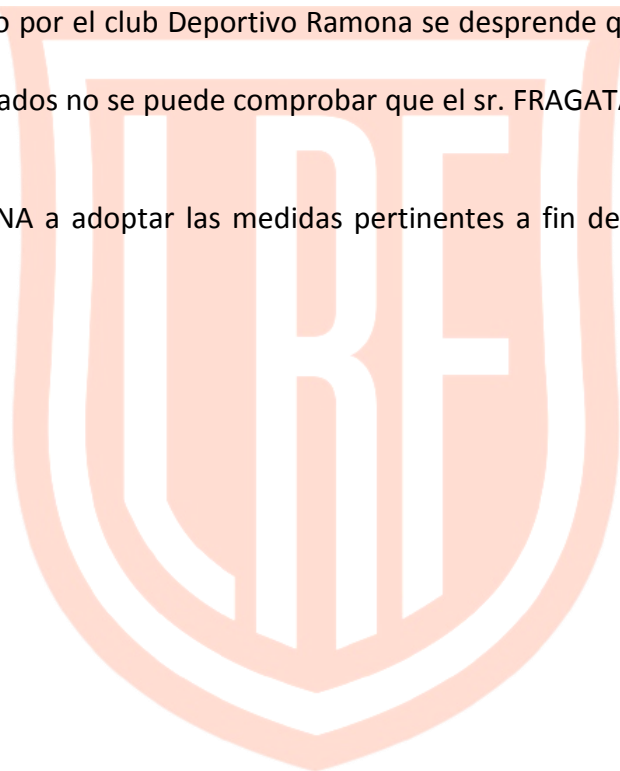 o por el club Deportivo Ramona se desprende q
ados no se puede comprobar que el sr. FRAGATA
NA a adoptar las medidas pertinentes a fin de
LRF